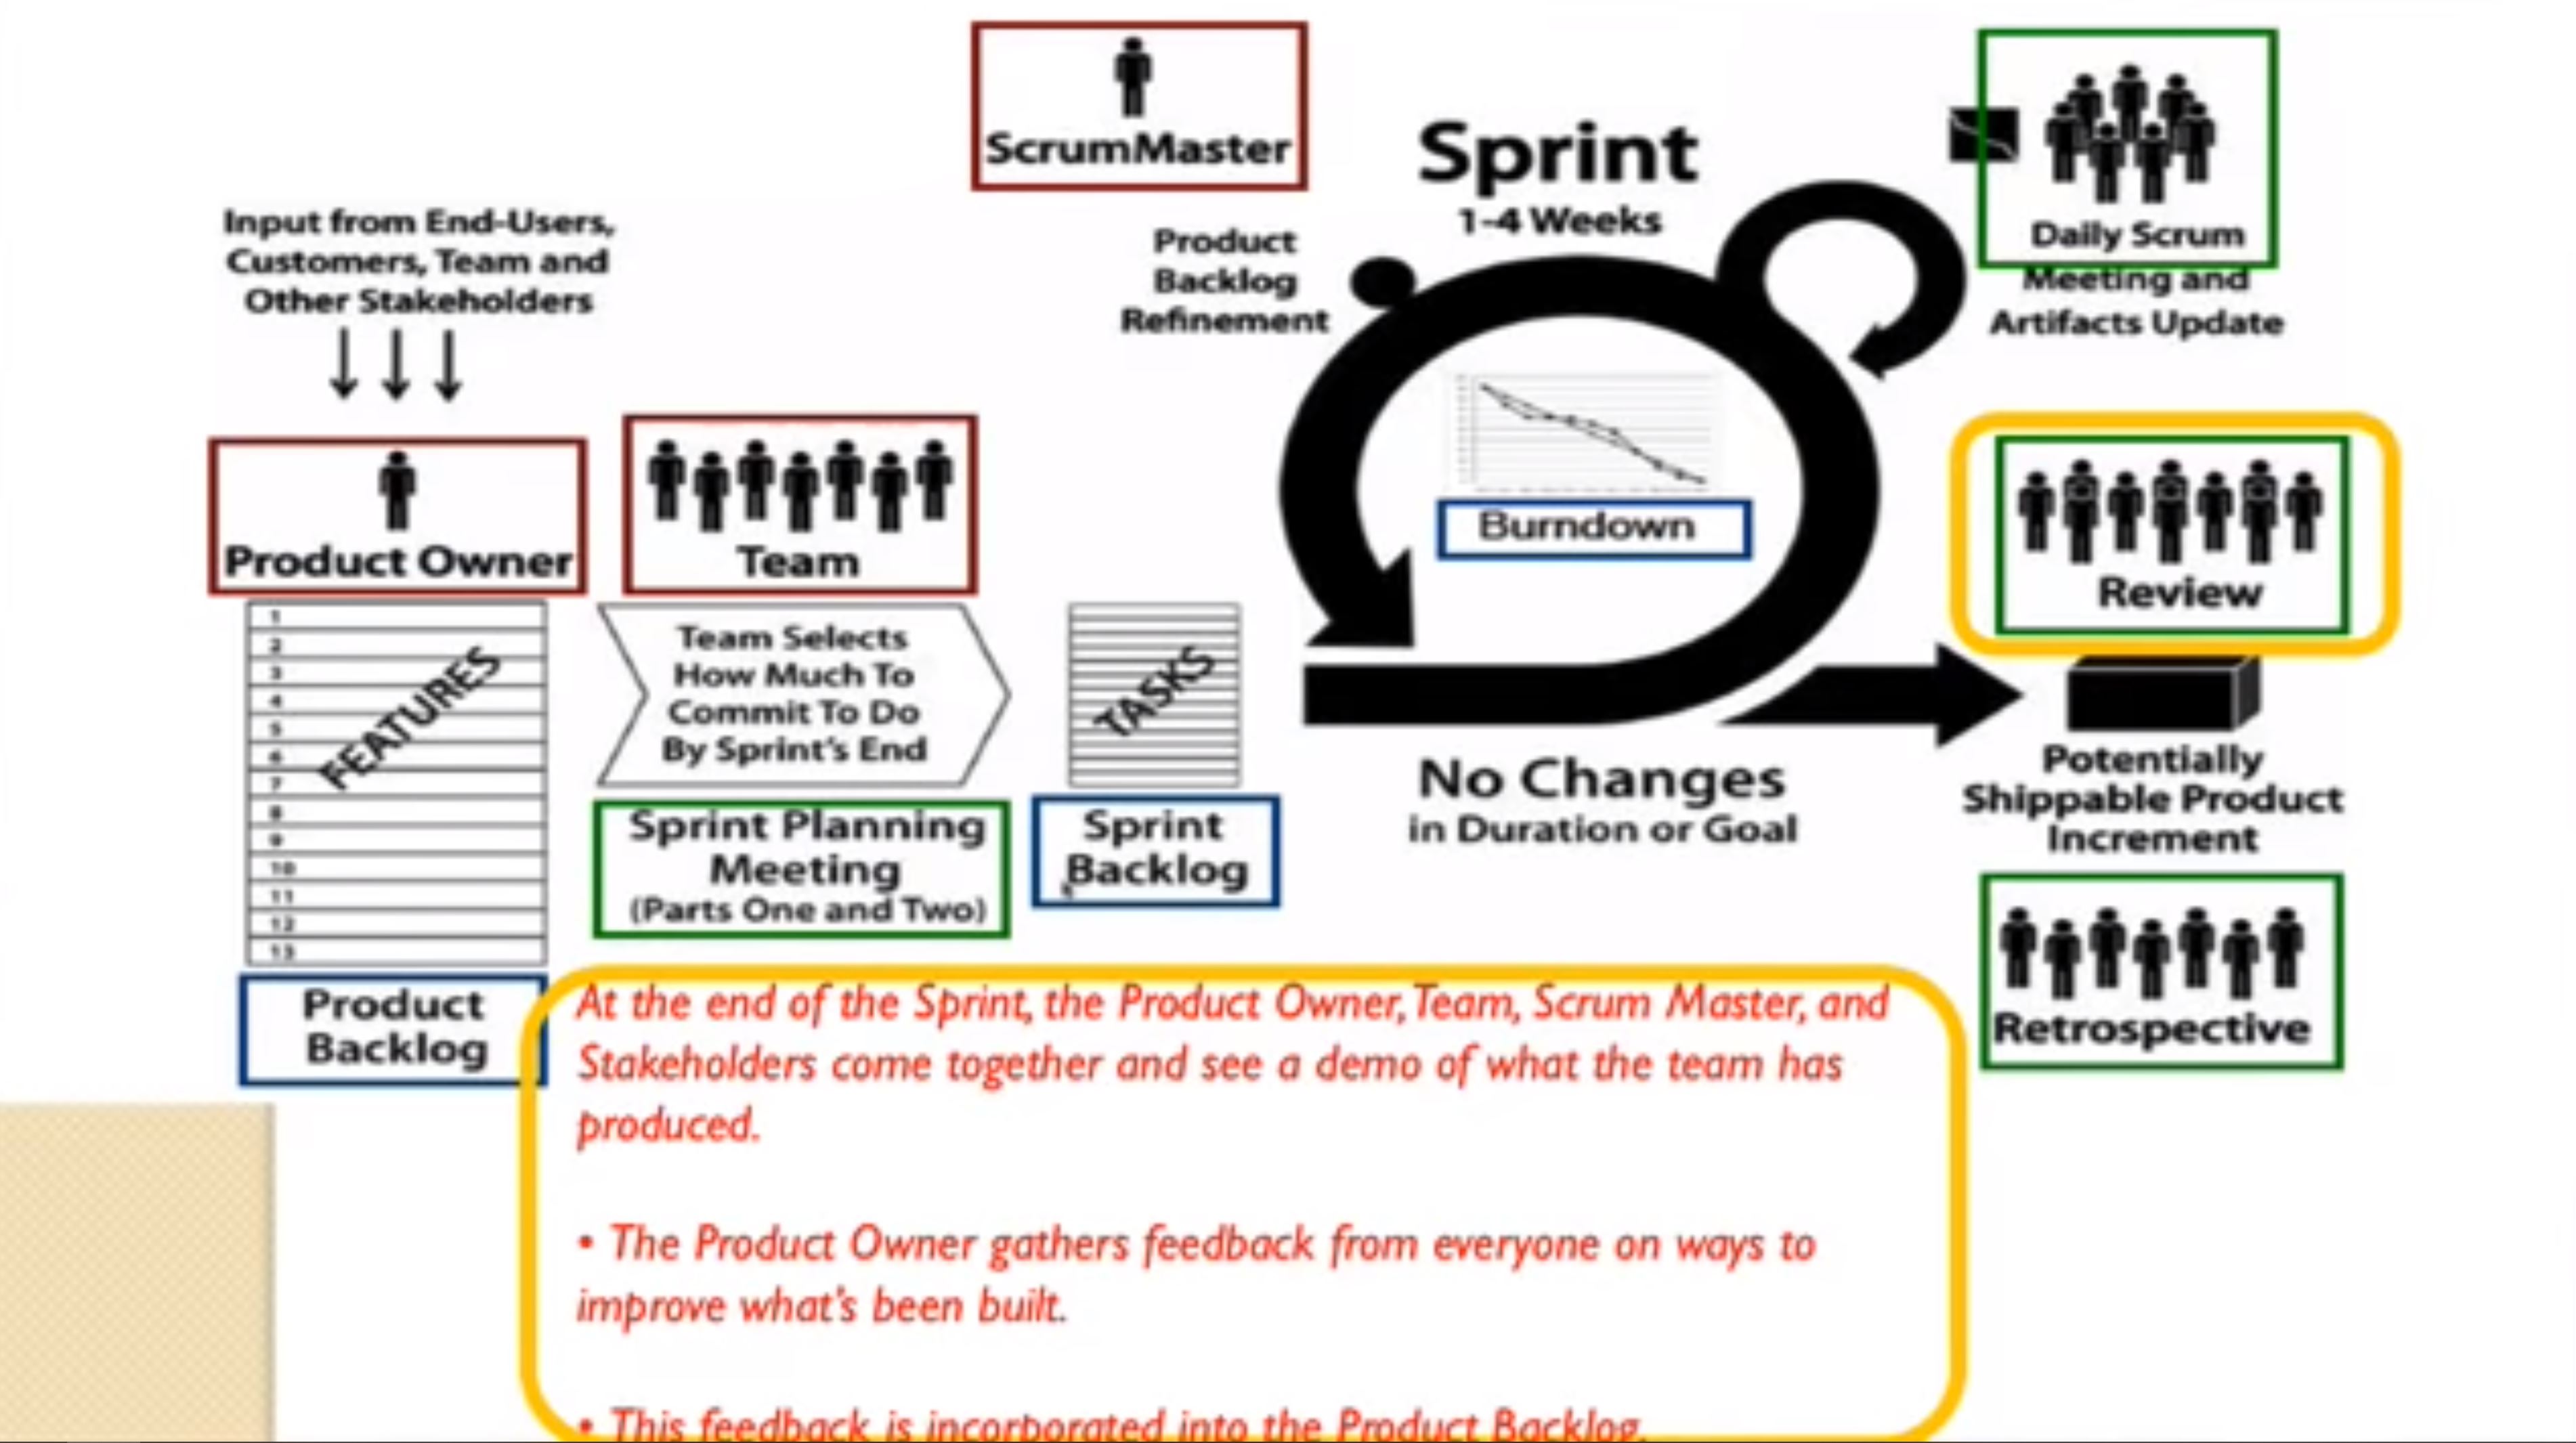 ScrumMaster
Sprint
1-4 Weeks
Product
Backlog
Refinement
Daily Scrum
Meeting and
Artifacts Update
Input from End-Users,
Customers, Team and
Other Stakeholders
Product Owner
Team
Burndown
Review
1
2
3
4
5
6
7
8
9
10
11
12
13
FEATURES
Team Selects
How Much To
Commit To Do
By Sprint's End
TASKS
Sprint Planning
Meeting
(Parts One and Two)
Sprint
Backlog
No Changes
in Duration or Goal
Potentially
Shippable Product
Increment
Retrospective
Product
Backlog
At the end of the Sprint, the Product Owner, Team, Scrum Master, and
Stakeholders come together and see a demo of what the team has
produced.
• The Product Owner gathers feedback from everyone on ways to
improve what's been built.
• This feedback is incorporated into the Product Backlog.